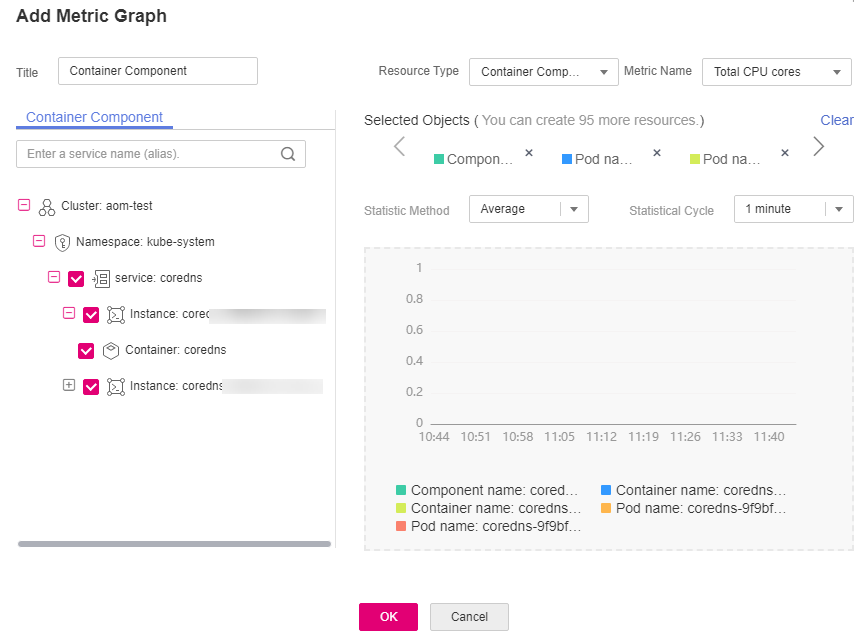 Add Metric Graph
Title
Container Component
Resource Type
Container Comp...
Metric Name
Total CPU cores
Container Component
Enter a service name (alias).
Cluster: aom-test
Namespace: kube-system
service: coredns
Instance: cored
Container: coredns
Instance: coredns
Selected Objects ( You can create 95 more resources.)
Clear
Compon...
Pod na...
Pod na...
Statistic Method
Average
Statistical Cycle
1 minute
1
0.8
0.6
0.4
0.2
0
10:44 10:51 10:58 11:05 11:12 11:19 11:26 11:33 11:40
Component name: cored...
Container name: coredns...
Container name: coredns...
Pod name: coredns-9f9bf...
Pod name: coredns-9f9bf...
OK
Cancel